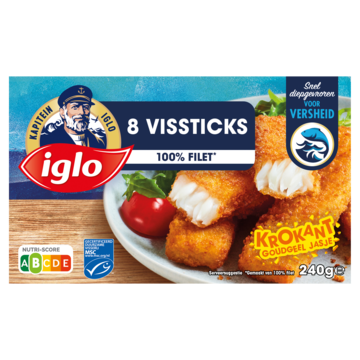 KAPITEIN IGLO
iglo
8 VISSTICKS
100% FILET*
Snel
diepgevroren
VOOR
VERSHEID
KROKANT
GOUDGEEL JASJE
NUTRI-SCORE
A B C D E
MSC
Serveersuggestie *Gemaakt van 100% filet
240g